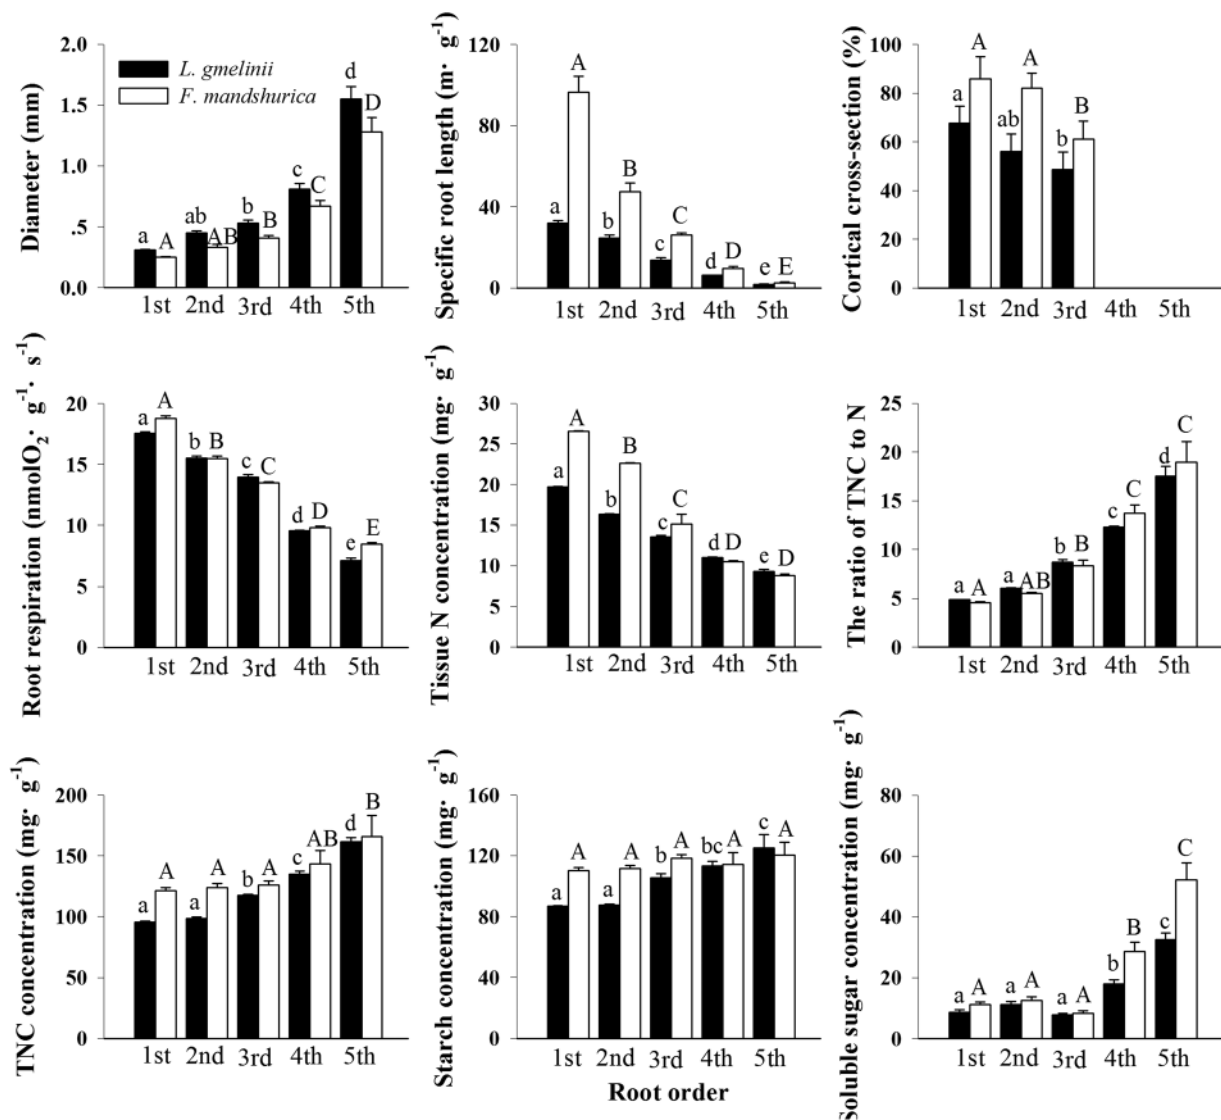 Diameter (mm)
2.0
1.5
1.0
.5
0.0
L. gmelinii
F. mandshurica
a A ab AB b B c C d D
1st 2nd 3rd 4th 5th
Specific root length (m· g⁻¹)
120
80
40
0
a A b B c C d D e E
1st 2nd 3rd 4th 5th
Cortical cross-section (%)
100
80
60
40
20
0
a A ab A b B
1st 2nd 3rd 4th 5th
Root respiration (nmolO₂· g⁻¹· s⁻¹)
20
15
10
5
0
a A b B c C d D e E
1st 2nd 3rd 4th 5th
Tissue N concentration (mg· g⁻¹)
30
25
20
15
10
5
0
a A b B c C d D e D
1st 2nd 3rd 4th 5th
The ratio of TNC to N
25
20
15
10
5
0
a A a AB b B c C d C
1st 2nd 3rd 4th 5th
TNC concentration (mg· g⁻¹)
200
150
100
50
0
a A a A b A c AB d B
1st 2nd 3rd 4th 5th
Starch concentration (mg· g⁻¹)
160
120
80
40
0
a A a A b A bc A c A
1st 2nd 3rd 4th 5th
Root order
Soluble sugar concentration (mg· g⁻¹)
80
60
40
20
0
a A a A a A b B c C
1st 2nd 3rd 4th 5th